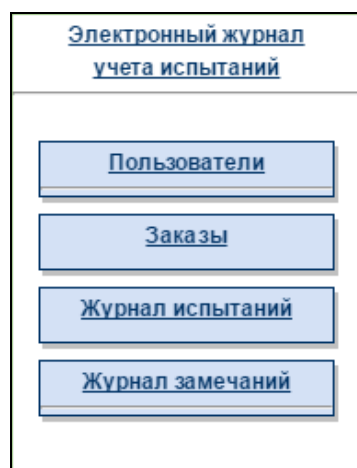 Электронный журнал
учета испытаний
Пользователи
Заказы
Журнал испытаний
Журнал замечаний